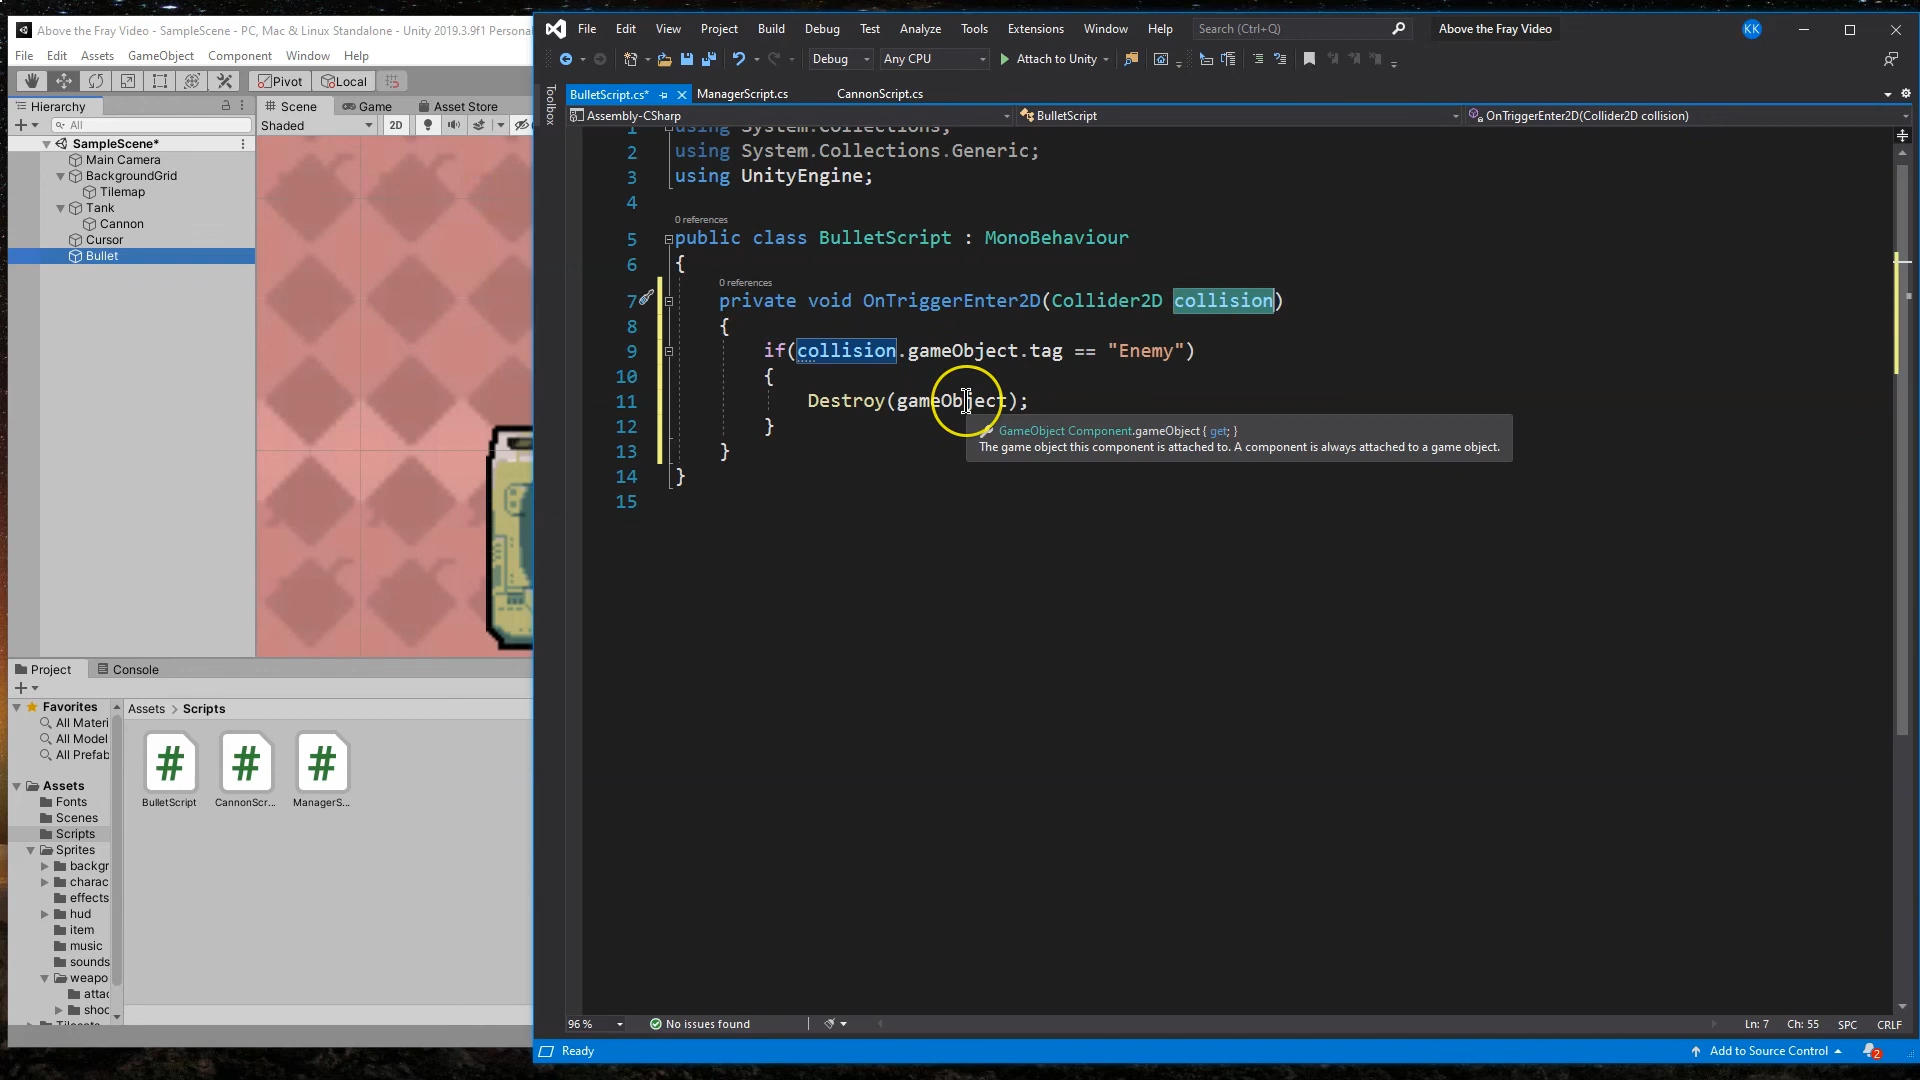 Above the Fray Video - SampleScene - PC, Mac & Linux Standalone - Unity 2019.3.9f1 Personal
File Edit Assets GameObject Component Window Help
Pivot Local
Hierarchy
All
SampleScene*
Main Camera
BackgroundGrid
Tilemap
Tank
Cannon
Cursor
Bullet
Scene Game Asset Store
Shaded 2D
Project Console
Favorites
All Materi
All Model
All Prefab
Assets
Fonts
Scenes
Scripts
Sprites
backgr
charac
effects
hud
item
music
sounds
weapo
attac
shoo
Assets > Scripts
BulletScript CannonScr... ManagerS...
File Edit View Project Build Debug Test Analyze Tools Extensions Window Help Search (Ctrl+Q) Above the Fray Video KK
Debug Any CPU Attach to Unity
Toolbox
BulletScript.cs* ManagerScript.cs CannonScript.cs
Assembly-CSharp BulletScript OnTriggerEnter2D(Collider2D collision)
1 using System.Collections;
2 using System.Collections.Generic;
3 using UnityEngine;
4
0 references
5 public class BulletScript : MonoBehaviour
6 {
0 references
7 private void OnTriggerEnter2D(Collider2D collision)
8 {
9 if(collision.gameObject.tag == "Enemy")
10 {
11 Destroy(gameObject);
12 }
13 }
14 }
15
GameObject Component.gameObject { get; }
The game object this component is attached to. A component is always attached to a game object.
96 % No issues found Ln: 7 Ch: 55 SPC CRLF
Ready Add to Source Control 2